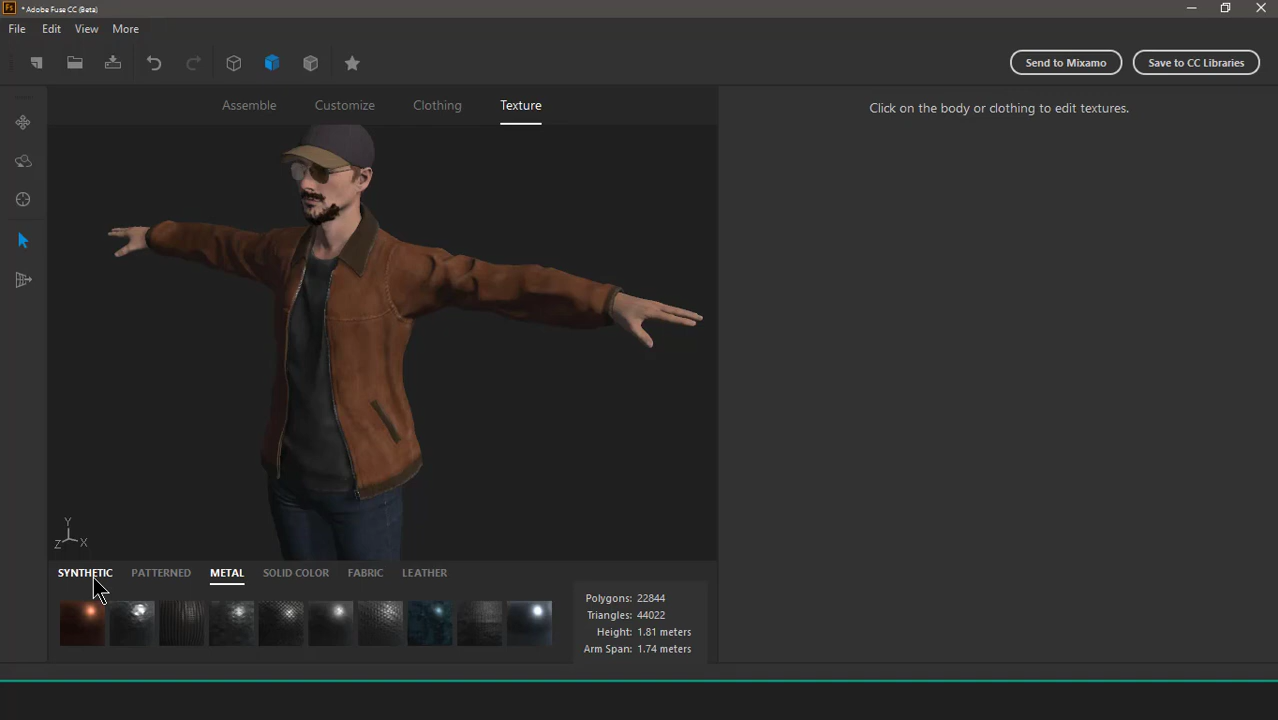 Fs * Adobe Fuse CC (Beta)
File Edit View More
Send to Mixamo Save to CC Libraries
Assemble Customize Clothing Texture
Click on the body or clothing to edit textures.
Y
Z X
SYNTHETIC PATTERNED METAL SOLID COLOR FABRIC LEATHER
Polygons: 22844
Triangles: 44022
Height: 1.81 meters
Arm Span: 1.74 meters